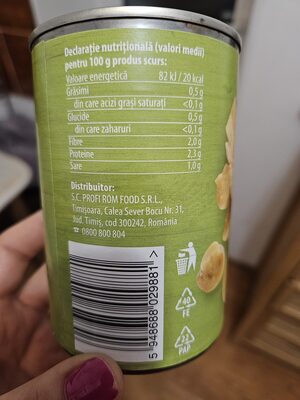 Declarație nutrițională (valori medii)
pentru 100 g produs scurs:
Valoare energetică 82 kJ / 20 kcal
Grăsimi 0,5 g
din care acizi grași saturați <0,1 g
Glucide 0,5 g
din care zaharuri <0,1 g
Fibre 2,0 g
Proteine 2,3 g
Sare 1,0 g
Distribuitor:
S.C. PROFI ROM FOOD S.R.L.,
Timișoara, Calea Sever Bocu Nr. 31,
Jud. Timiș, cod 300242, România
☎ 0800 800 804
5 948688 029881 >
40
FE
22
PAP